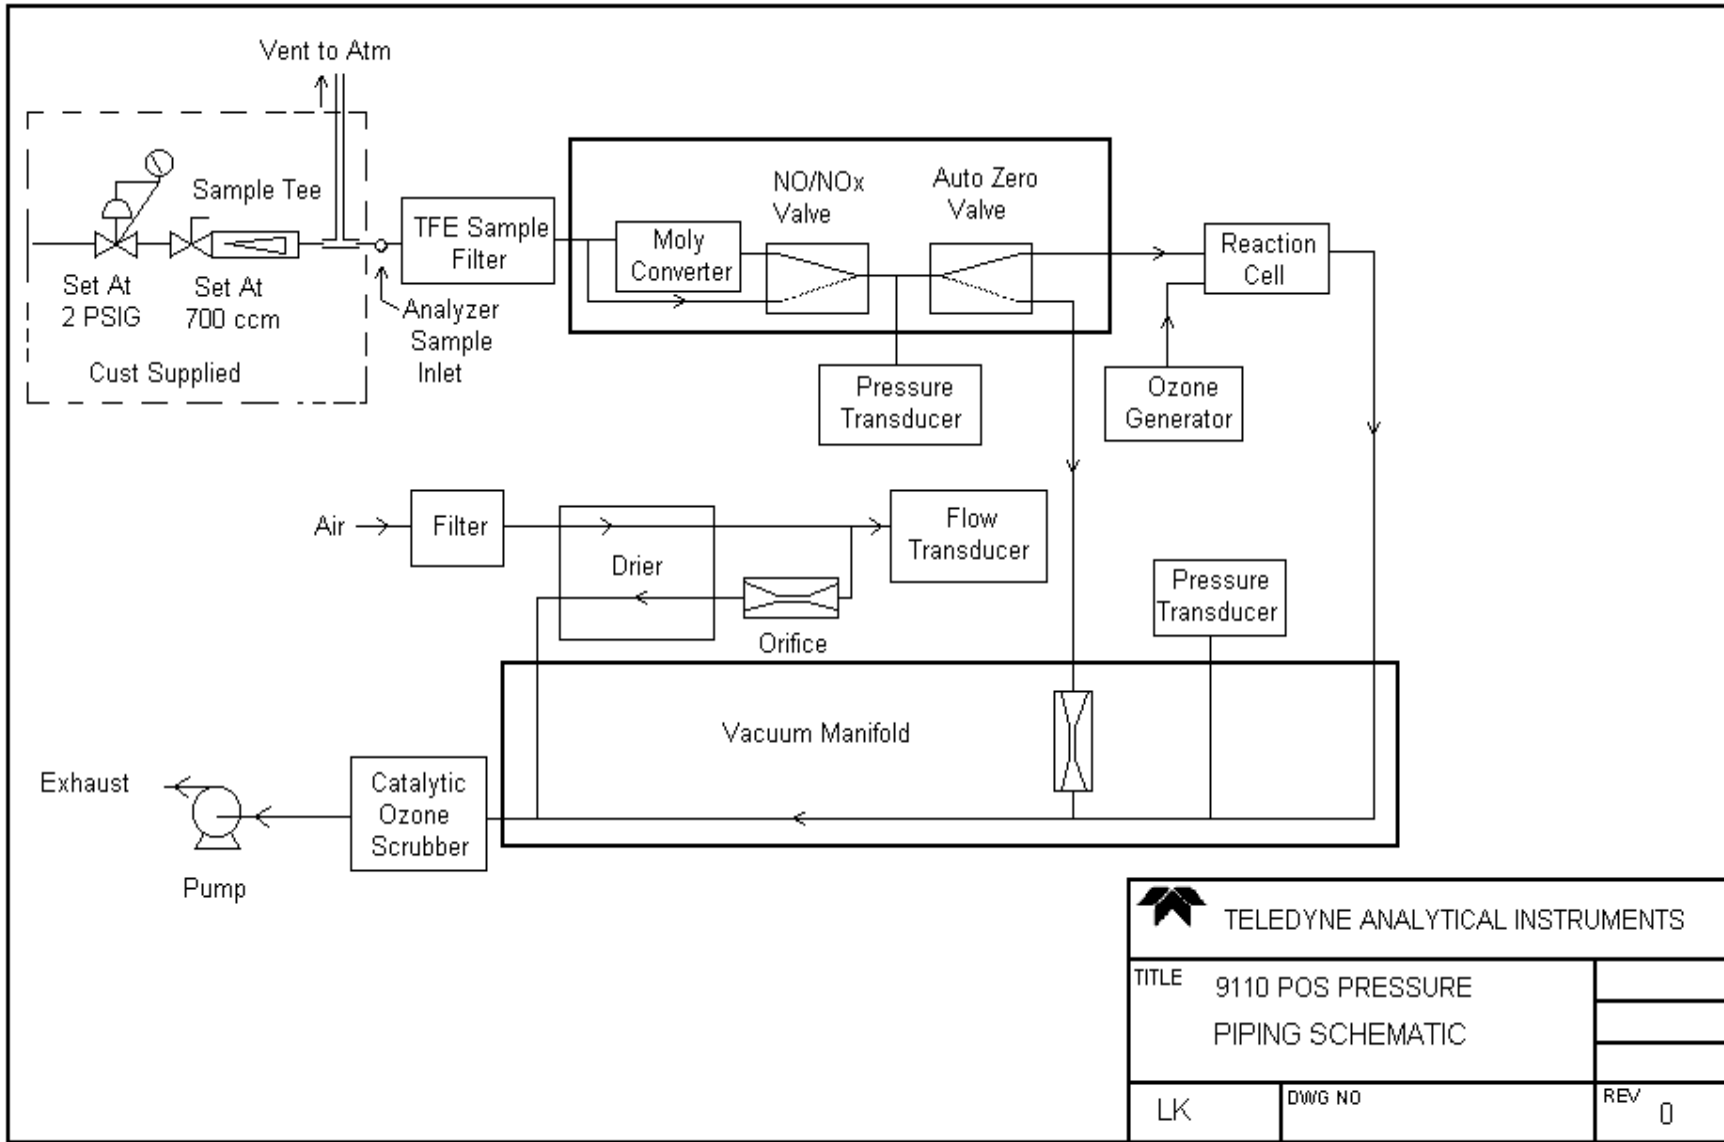 Vent to Atm
Sample Tee
Set At
2 PSIG
Set At
700 ccm
Cust Supplied
Analyzer
Sample
Inlet
TFE Sample
Filter
Moly
Converter
NO/NOx
Valve
Auto Zero
Valve
Reaction
Cell
Pressure
Transducer
Ozone
Generator
Air
Filter
Drier
Flow
Transducer
Orifice
Pressure
Transducer
Vacuum Manifold
Exhaust
Pump
Catalytic
Ozone
Scrubber
TELEDYNE ANALYTICAL INSTRUMENTS
TITLE
9110 POS PRESSURE
PIPING SCHEMATIC
LK
DWG NO
REV
0